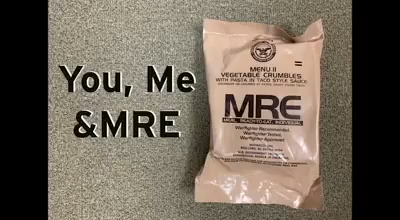 You, Me
&MRE
MENU 11
VEGETABLE CRUMBLES
WITH PASTA IN TACO STYLE SAUCE
MRE
MEAL, READY-TO-EAT, INDIVIDUAL
Warfighter Recommended,
Warfighter Tested,
Warfighter Approved